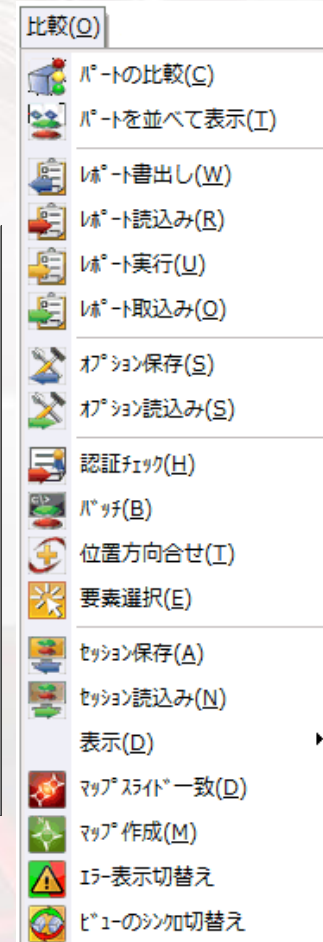 比較(O)
ﾊﾟｰﾄの比較(C)
ﾊﾟｰﾄを並べて表示(T)
ﾚﾎﾟｰﾄ書出し(W)
ﾚﾎﾟｰﾄ読込み(R)
ﾚﾎﾟｰﾄ実行(U)
ﾚﾎﾟｰﾄ取込み(O)
ｵﾌﾟｼｮﾝ保存(S)
ｵﾌﾟｼｮﾝ読込み(S)
認証ﾁｪｯｸ(H)
ﾊﾞｯﾁ(B)
位置方向合せ(T)
要素選択(E)
ｾｯｼｮﾝ保存(A)
ｾｯｼｮﾝ読込み(N)
表示(D)
ﾏｯﾌﾟｽﾗｲﾄﾞ一致(D)
ﾏｯﾌﾟ作成(M)
ｴﾗｰ表示切替え
ﾋﾞｭｰのｼﾝｸﾛ切替え